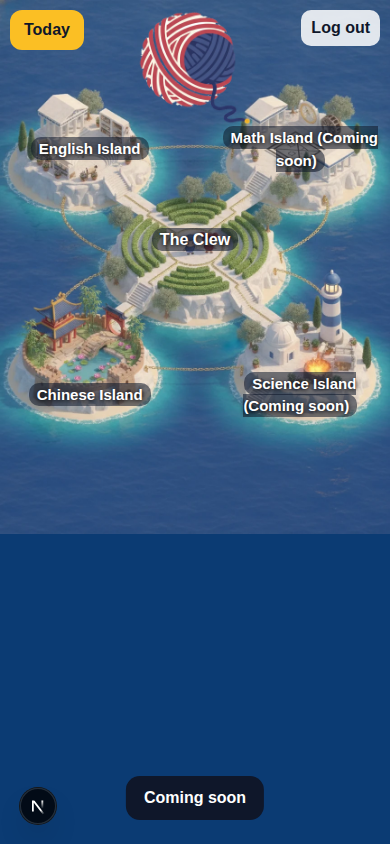 Today
Log out
English Island
Math Island (Coming
soon)
The Clew
Chinese Island
Science Island
(Coming soon)
N
Coming soon